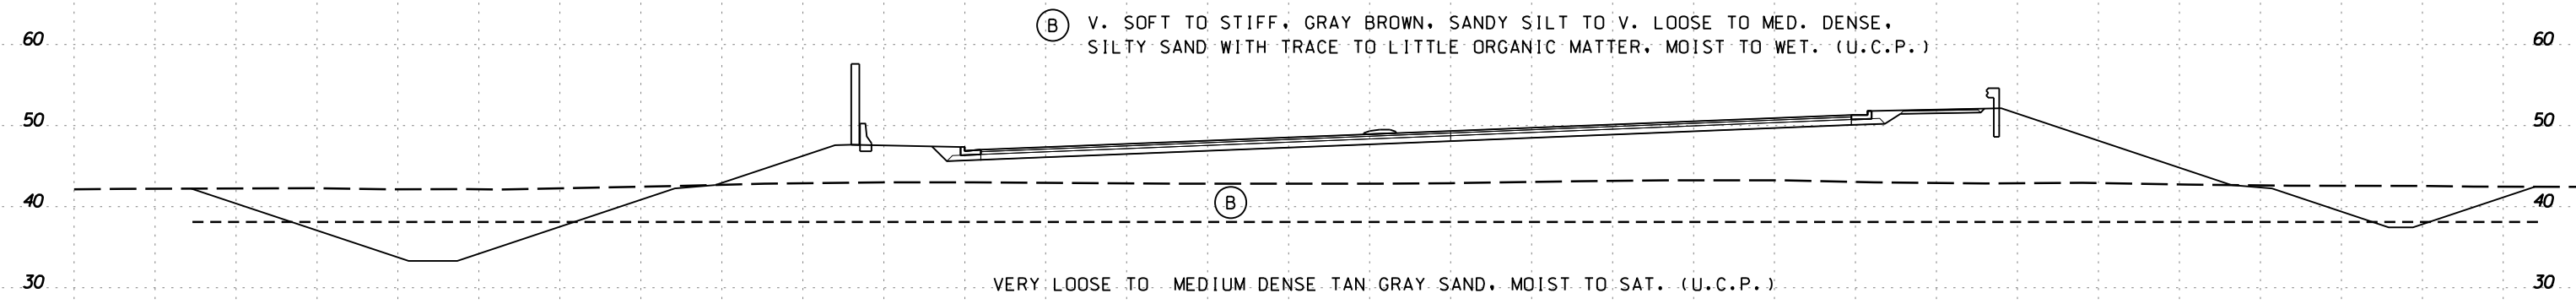 B V. SOFT TO STIFF, GRAY BROWN, SANDY SILT TO V. LOOSE TO MED. DENSE,
SILTY SAND WITH TRACE TO LITTLE ORGANIC MATTER, MOIST TO WET. (U.C.P.)
60 60
50 50
40 B 40
VERY LOOSE TO MEDIUM DENSE TAN GRAY SAND, MOIST TO SAT. (U.C.P.)
30 30